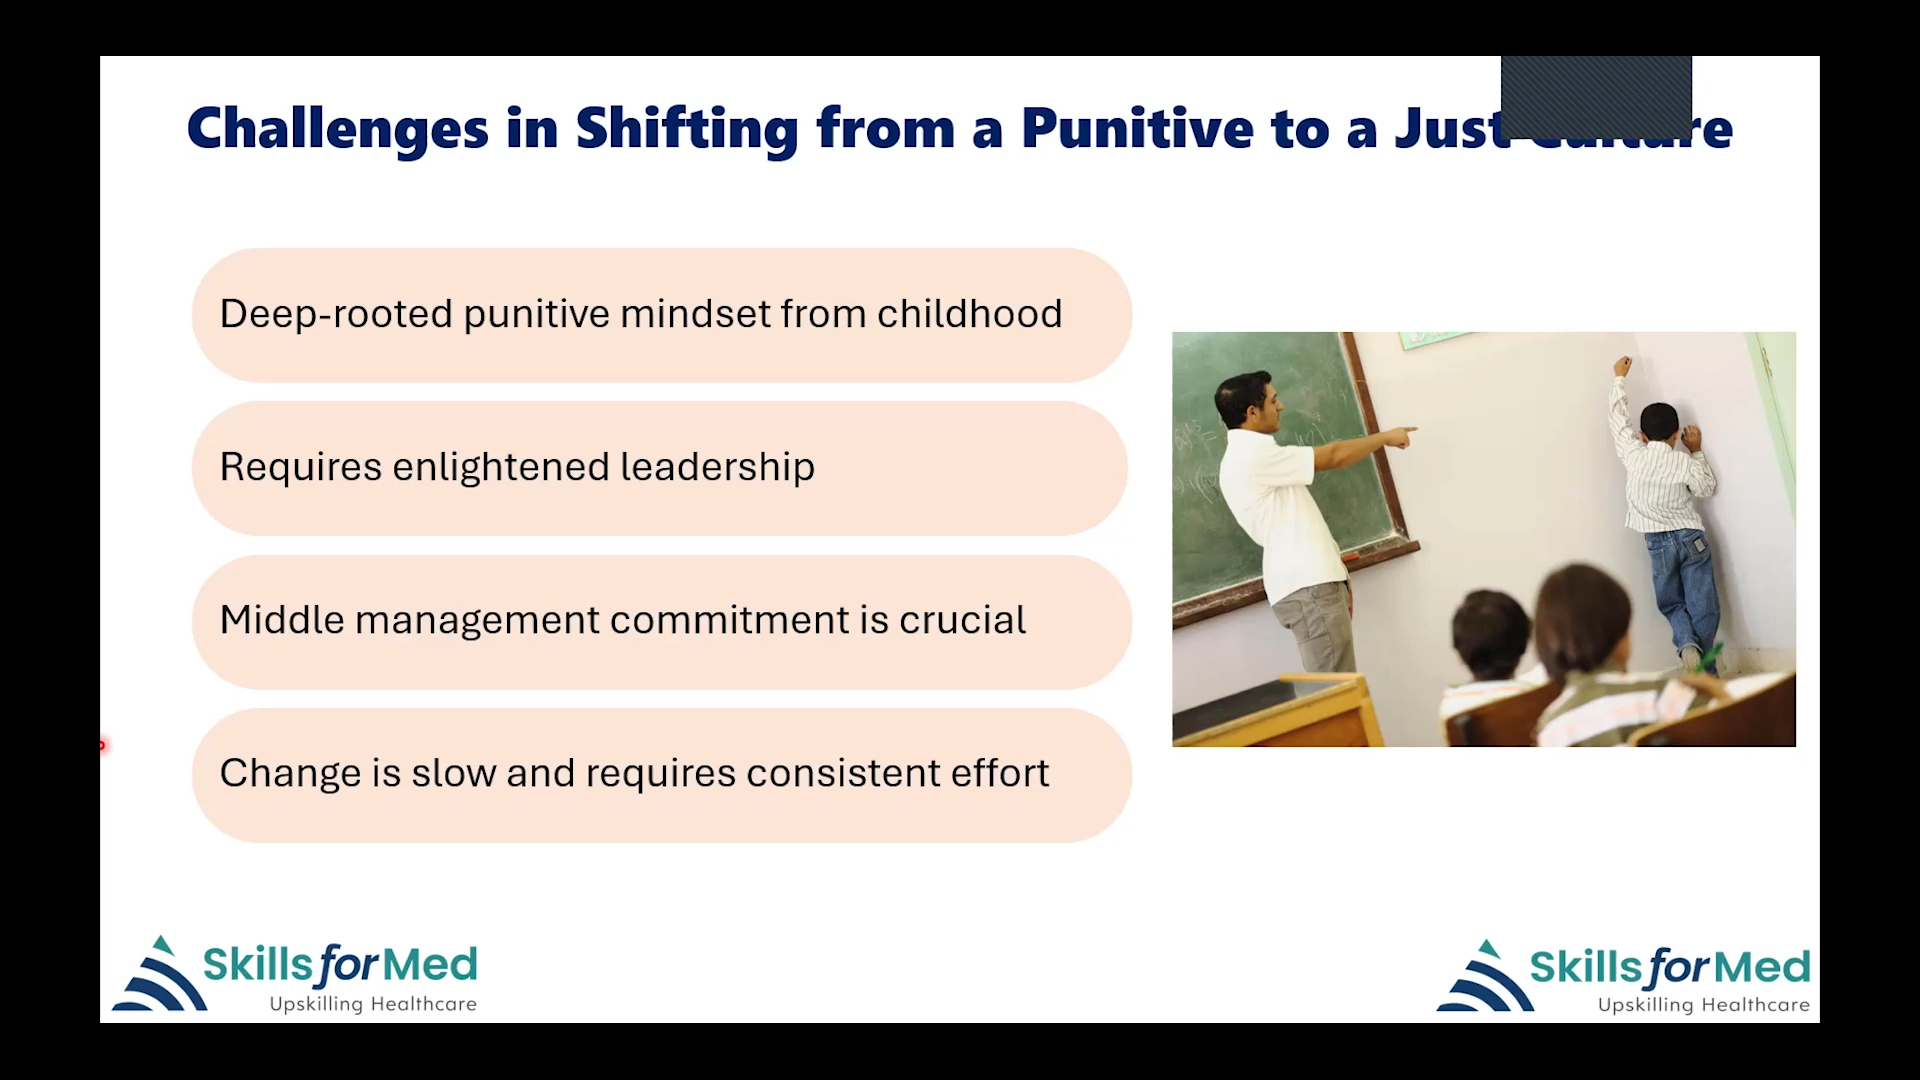 Challenges in Shifting from a Punitive to a Just Culture
Deep-rooted punitive mindset from childhood
Requires enlightened leadership
Middle management commitment is crucial
Change is slow and requires consistent effort
SkillsforMed
Upskilling Healthcare
SkillsforMed
Upskilling Healthcare